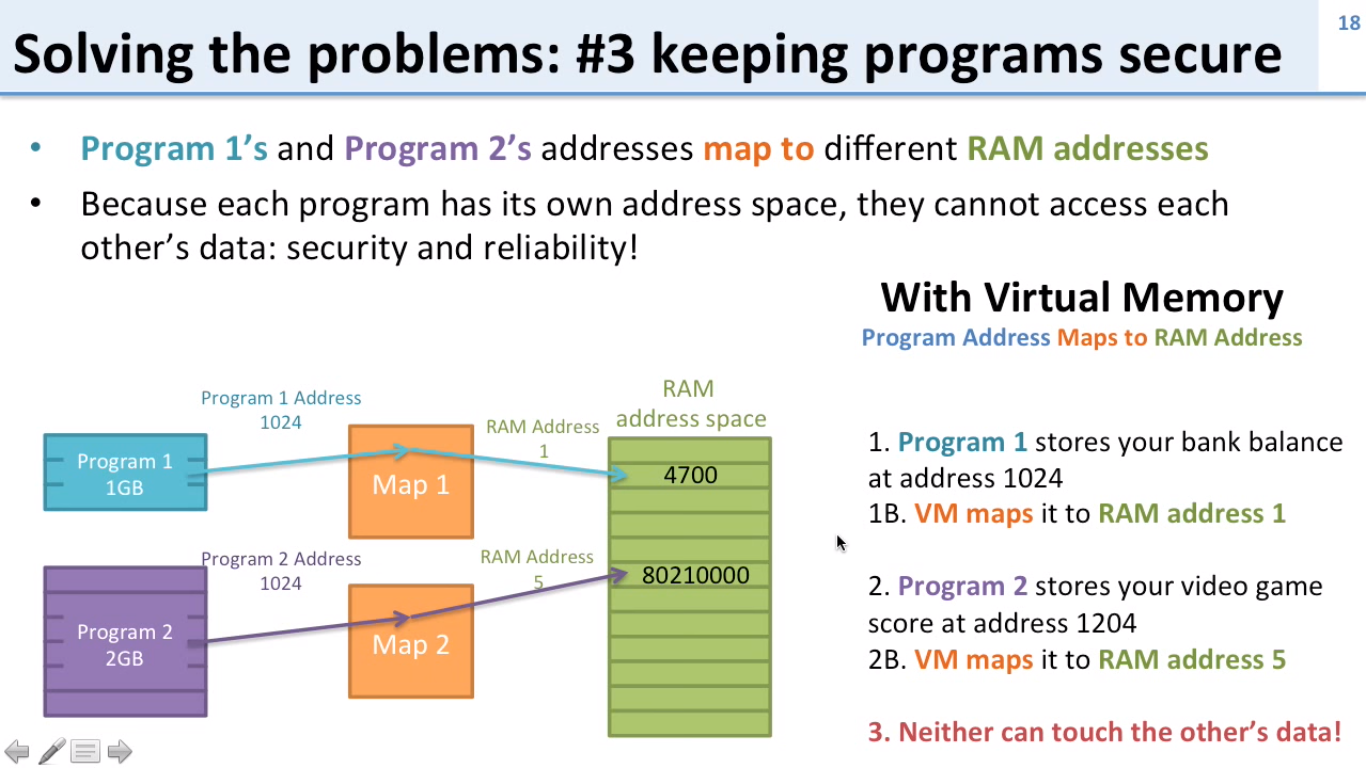 18
Solving the problems: #3 keeping programs secure
• Program 1’s and Program 2’s addresses map to different RAM addresses
• Because each program has its own address space, they cannot access each
other’s data: security and reliability!
With Virtual Memory
Program Address Maps to RAM Address
Program 1 Address
1024
RAM Address
1
RAM
address space
Program 1
1GB
Map 1
4700
Program 2 Address
1024
RAM Address
5
80210000
Program 2
2GB
Map 2
1. Program 1 stores your bank balance
at address 1024
1B. VM maps it to RAM address 1
2. Program 2 stores your video game
score at address 1204
2B. VM maps it to RAM address 5
3. Neither can touch the other’s data!